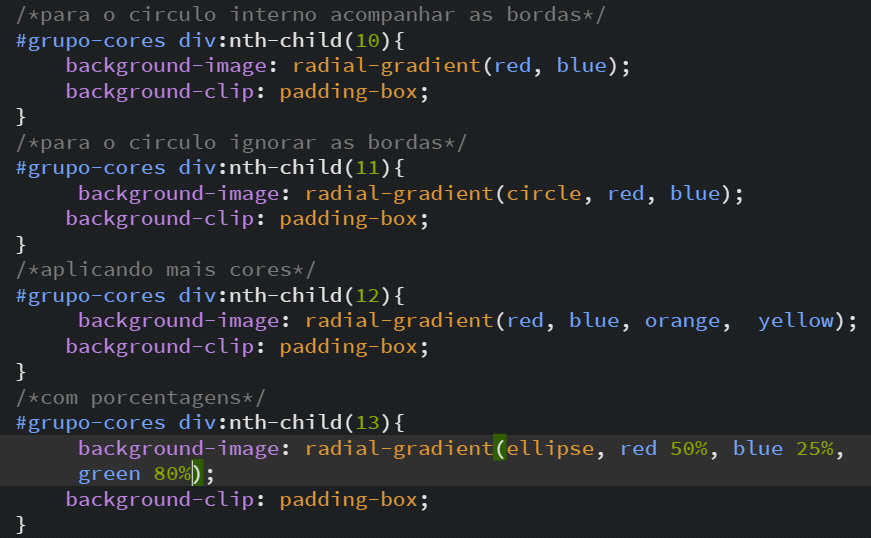 /*para o circulo interno acompanhar as bordas*/
#grupo-cores div:nth-child(10){
    background-image: radial-gradient(red, blue);
    background-clip: padding-box;
}
/*para o circulo ignorar as bordas*/
#grupo-cores div:nth-child(11){
     background-image: radial-gradient(circle, red, blue);
    background-clip: padding-box;
}
/*aplicando mais cores*/
#grupo-cores div:nth-child(12){
     background-image: radial-gradient(red, blue, orange,  yellow);
    background-clip: padding-box;
}
/*com porcentagens*/
#grupo-cores div:nth-child(13){
     background-image: radial-gradient(ellipse, red 50%, blue 25%,
     green 80%);
    background-clip: padding-box;
}